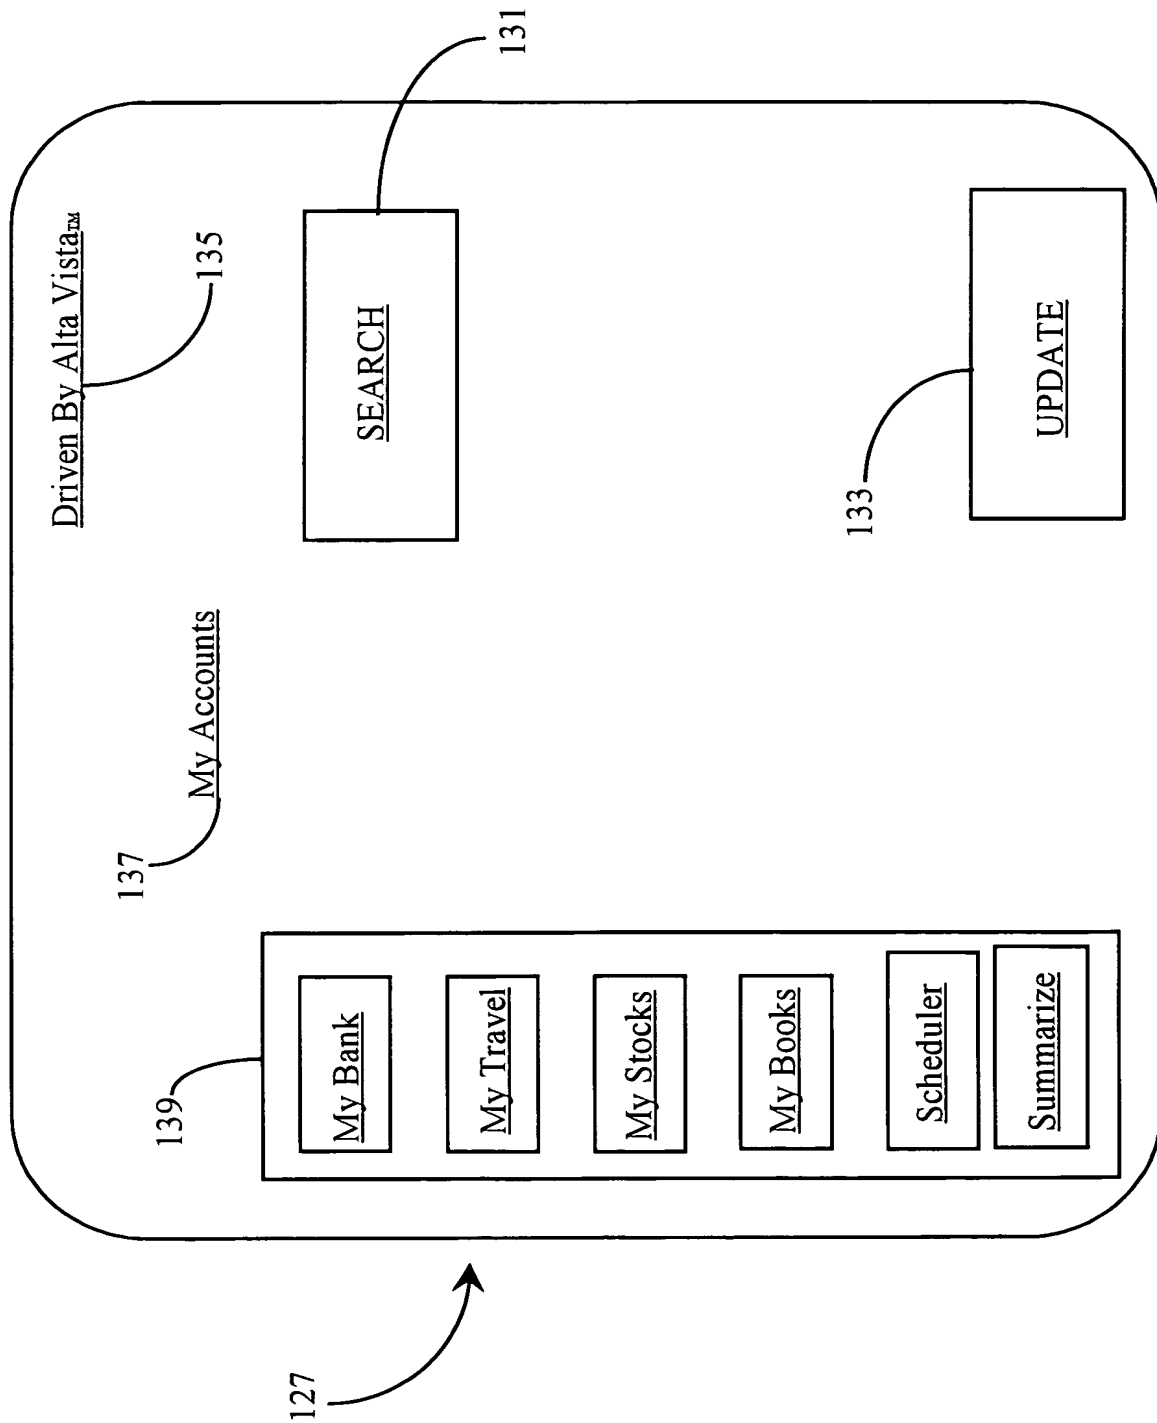 Driven By Alta Vista™
135
My Accounts
137
131
SEARCH
139
My Bank
My Travel
My Stocks
My Books
Scheduler
Summarize
133
UPDATE
127